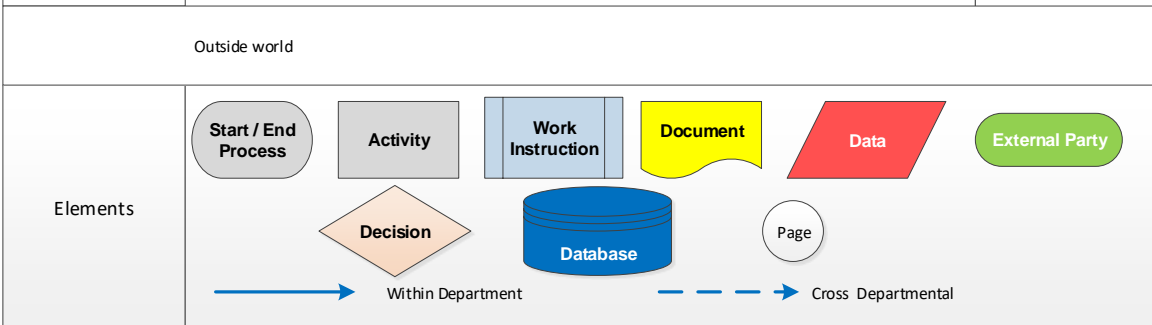 Outside world
Elements
Start / End
Process
Activity
Work
Instruction
Document
Data
External Party
Decision
Database
Page
Within Department
Cross Departmental